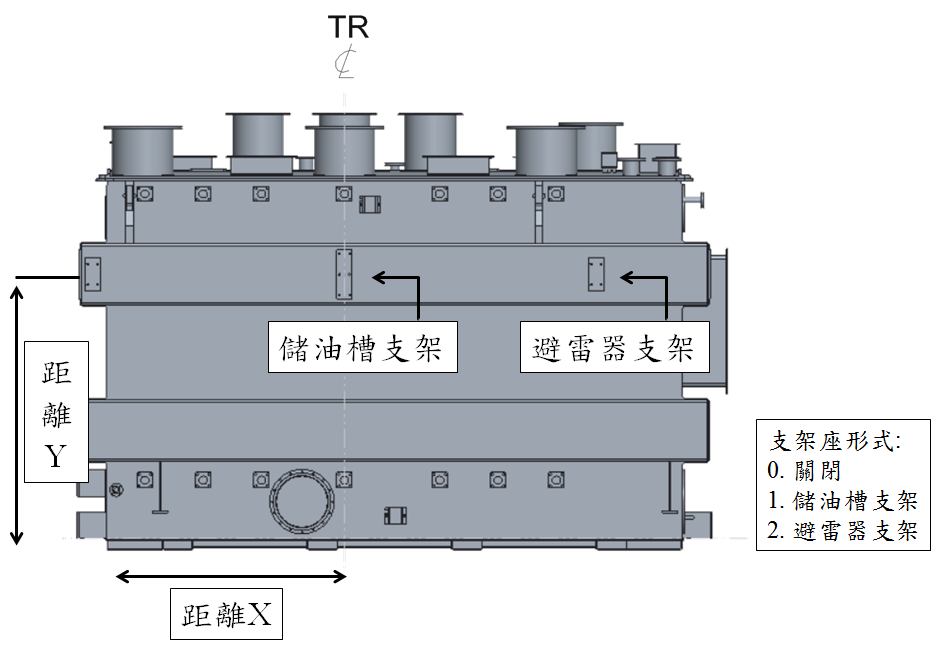 TR
℄
儲油槽支架
避雷器支架
距
離
Y
支架座形式:
0. 關閉
1. 儲油槽支架
2. 避雷器支架
距離X